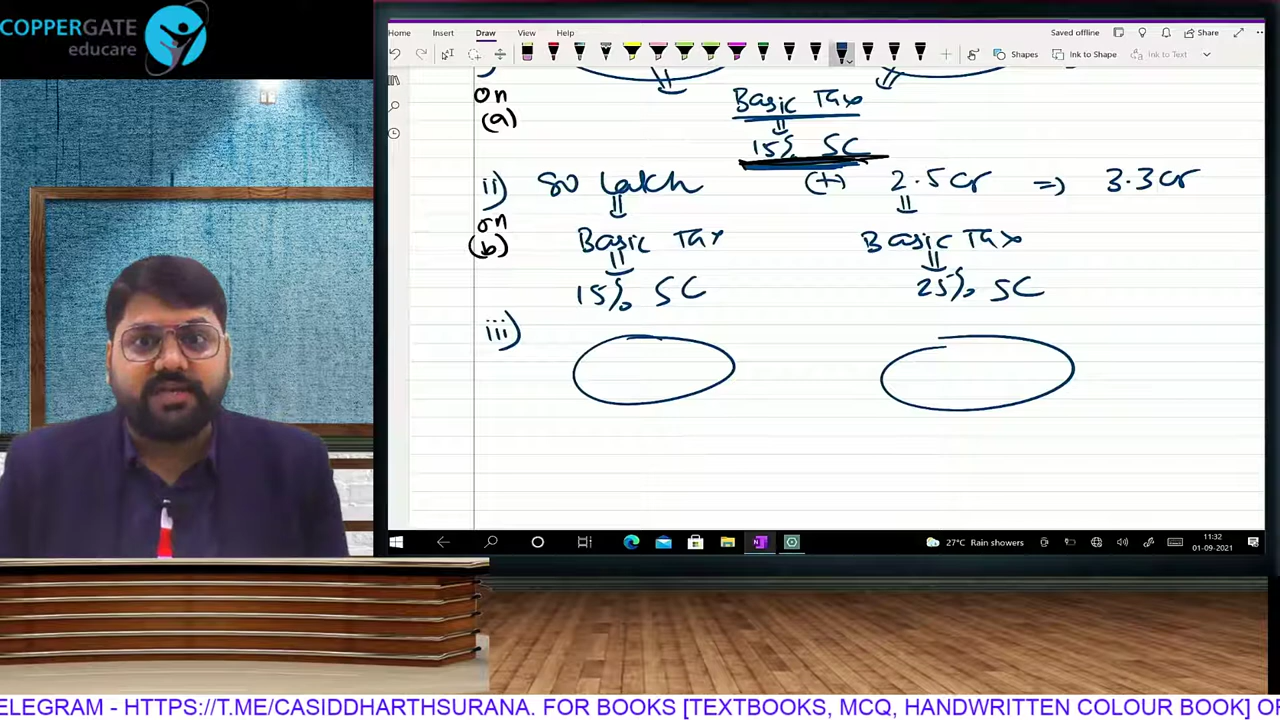 COPPERGATE
educare
Home Insert Draw View Help
Saved offline
Share
Shapes
Ink to Shape
Ink to Text
On
(a)
Basic Tax
15% SC
ii) 80 Lakh (+) 2.5Cr => 3.3Cr
on
(b)
Basic Tax Basic Tax
15% SC 25% SC
iii)
27°C Rain showers
11:32
01-09-2021
ELEGRAM - HTTPS://T.ME/CASIDDHARTHSURANA. FOR BOOKS [TEXTBOOKS, MCQ, HANDWRITTEN COLOUR BOOK] OF